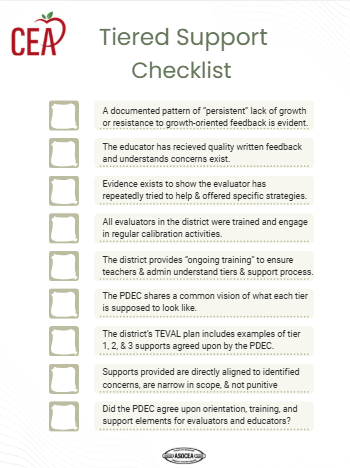 CEA
Tiered Support
Checklist
A documented pattern of "persistent" lack of growth
or resistance to growth-oriented feedback is evident.
The educator has recieved quality written feedback
and understands concerns exist.
Evidence exists to show the evaluator has
repeatedly tried to help & offered specific strategies.
All evaluators in the district were trained and engage
in regular calibration activities.
The district provides "ongoing training" to ensure
teachers & admin understand tiers & support process.
The PDEC shares a common vision of what each tier
is supposed to look like.
The district's TEVAL plan includes examples of tier
1, 2, & 3 supports agreed upon by the PDEC.
Supports provided are directly aligned to identified
concerns, are narrow in scope, & not punitive
Did the PDEC agree upon orientation, training, and
support elements for evaluators and educators?
ASOCEA